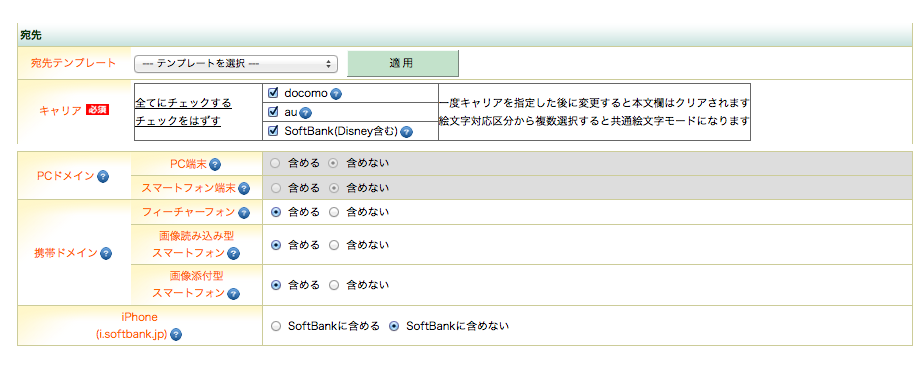 宛先
宛先テンプレート
--- テンプレートを選択 ---
適用
キャリア 必須
全てにチェックする
チェックをはずす
docomo ?
au ?
SoftBank(Disney含む) ?
一度キャリアを指定した後に変更すると本文欄はクリアされます
絵文字対応区分から複数選択すると共通絵文字モードになります
PCドメイン ?
PC端末 ?
含める 含めない
スマートフォン端末 ?
含める 含めない
携帯ドメイン ?
フィーチャーフォン ?
含める 含めない
画像読み込み型
スマートフォン ?
含める 含めない
画像添付型
スマートフォン ?
含める 含めない
iPhone
(i.softbank.jp) ?
SoftBankに含める SoftBankに含めない